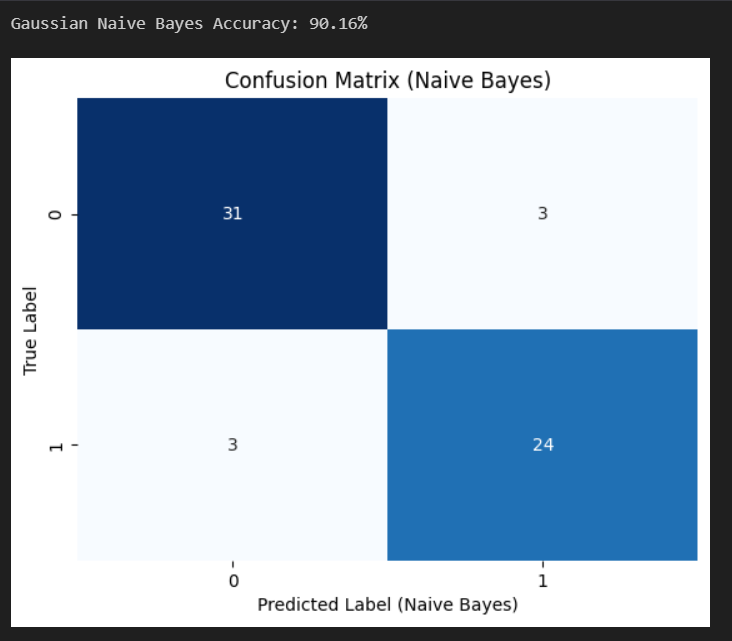 Gaussian Naive Bayes Accuracy: 90.16%
Confusion Matrix (Naive Bayes)
True Label
0
31
3
1
3
24
0
1
Predicted Label (Naive Bayes)